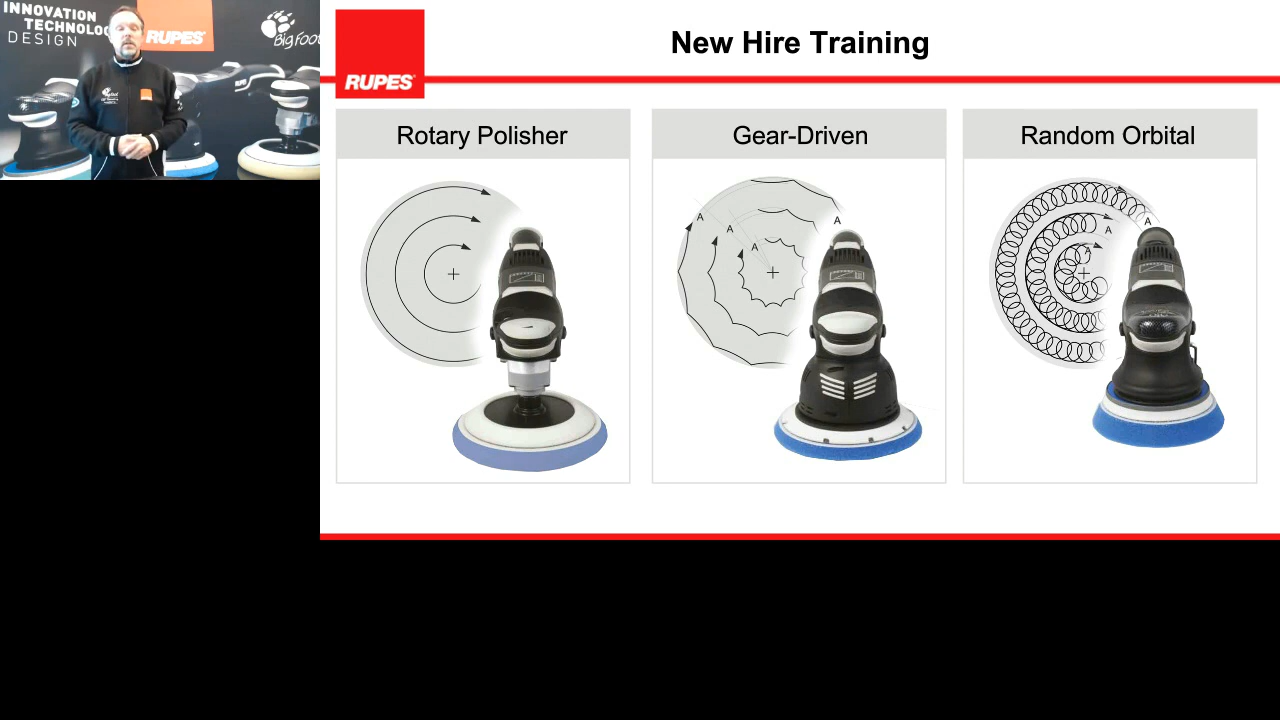 INNOVATION
TECHNOLOG
DESIGN
RUPES
BigFoot
RUPES
New Hire Training
Rotary Polisher
Gear-Driven
Random Orbital
A
A
A
A
A
A